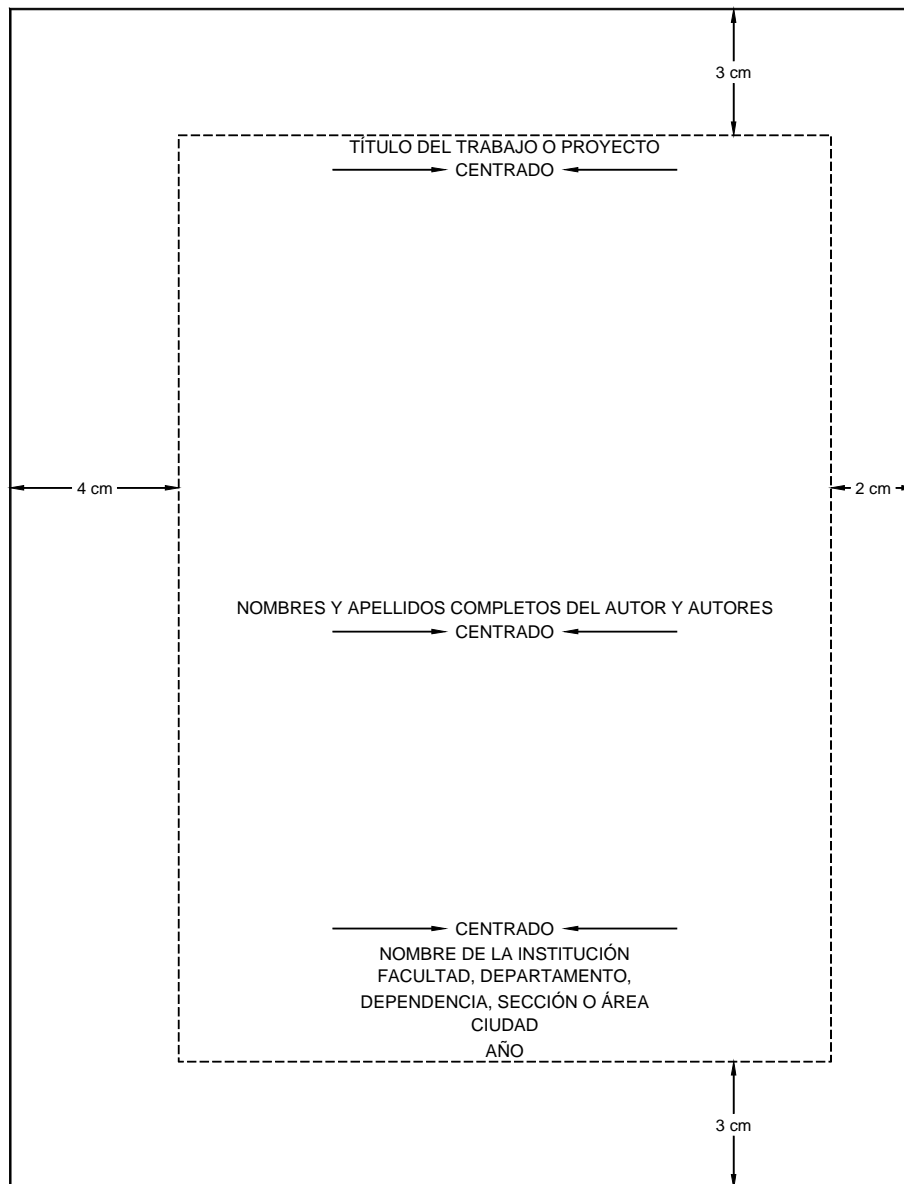 3 cm
TÍTULO DEL TRABAJO O PROYECTO
CENTRADO
4 cm
2 cm
NOMBRES Y APELLIDOS COMPLETOS DEL AUTOR Y AUTORES
CENTRADO
CENTRADO
NOMBRE DE LA INSTITUCIÓN
FACULTAD, DEPARTAMENTO,
DEPENDENCIA, SECCIÓN O ÁREA
CIUDAD
AÑO
3 cm